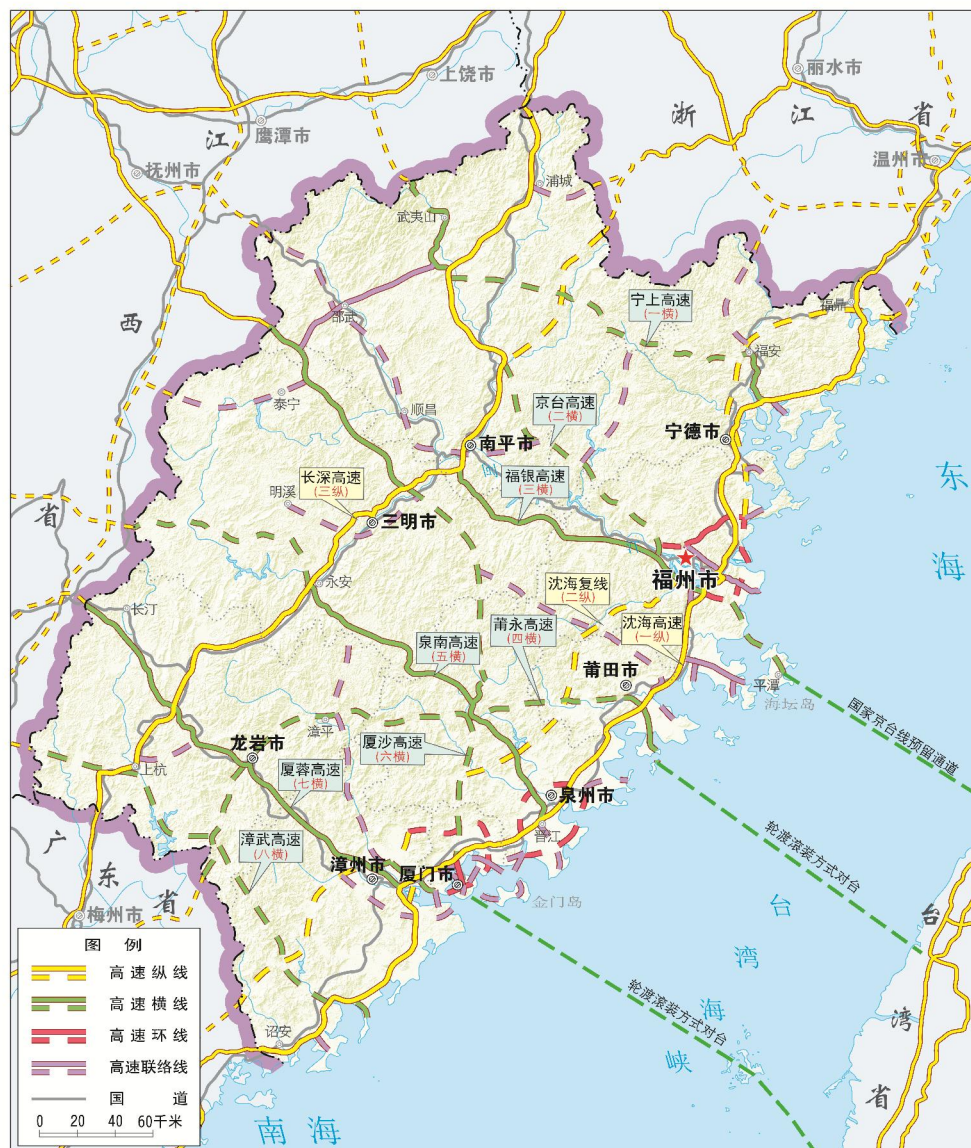 上饶市
丽水市
浙江省
江西省
鹰潭市
抚州市
温州市
浦城
武夷山
福鼎
宁上高速
(一横)
邵武
福安
泰宁
顺昌
京台高速
(二横)
宁德市
南平市
长深高速
(三纵)
福银高速
(三横)
明溪
三明市
东海
福州市
永安
沈海复线
(二纵)
长汀
莆永高速
(四横)
沈海高速
(一纵)
泉南高速
(五横)
莆田市
平潭
海坛岛
国家京台线预留通道
漳平
龙岩市
厦沙高速
(六横)
上杭
厦蓉高速
(七横)
泉州市
晋江
轮渡滚装方式对台
漳武高速
(八横)
广东省
漳州市
厦门市
金门岛
梅州市
台湾海峡
台湾省
轮渡滚装方式对台
诏安
南海
图 例
高速纵线
高速横线
高速环线
高速联络线
国 道
0 20 40 60千米